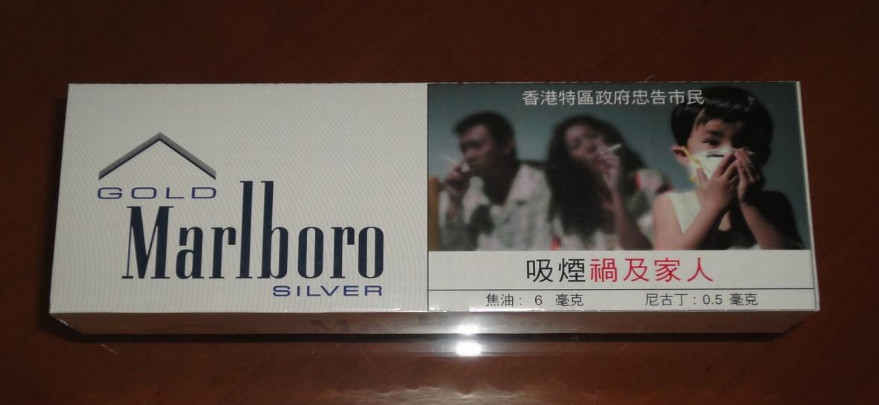 GOLD
Marlboro
SILVER
香港特區政府忠告市民
吸煙禍及家人
焦油： 6 毫克 尼古丁：0.5 毫克